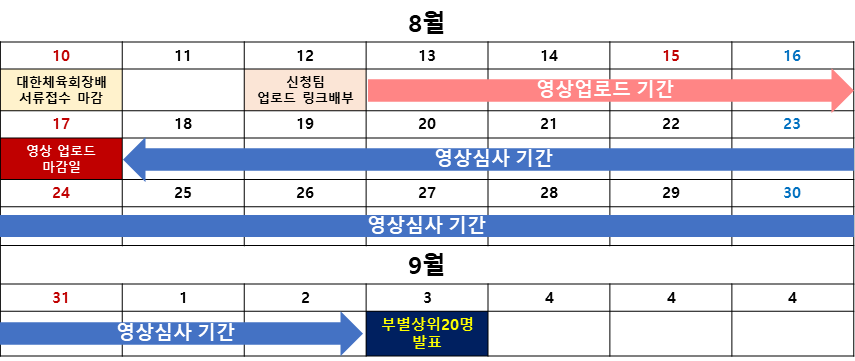 8월
10 11 12 13 14 15 16
대한체육회장배
서류접수 마감
신청팀
업로드 링크배부
영상업로드 기간
17 18 19 20 21 22 23
영상 업로드
마감일
영상심사 기간
24 25 26 27 28 29 30
영상심사 기간
9월
31 1 2 3 4 4 4
영상심사 기간
부별상위20명
발표